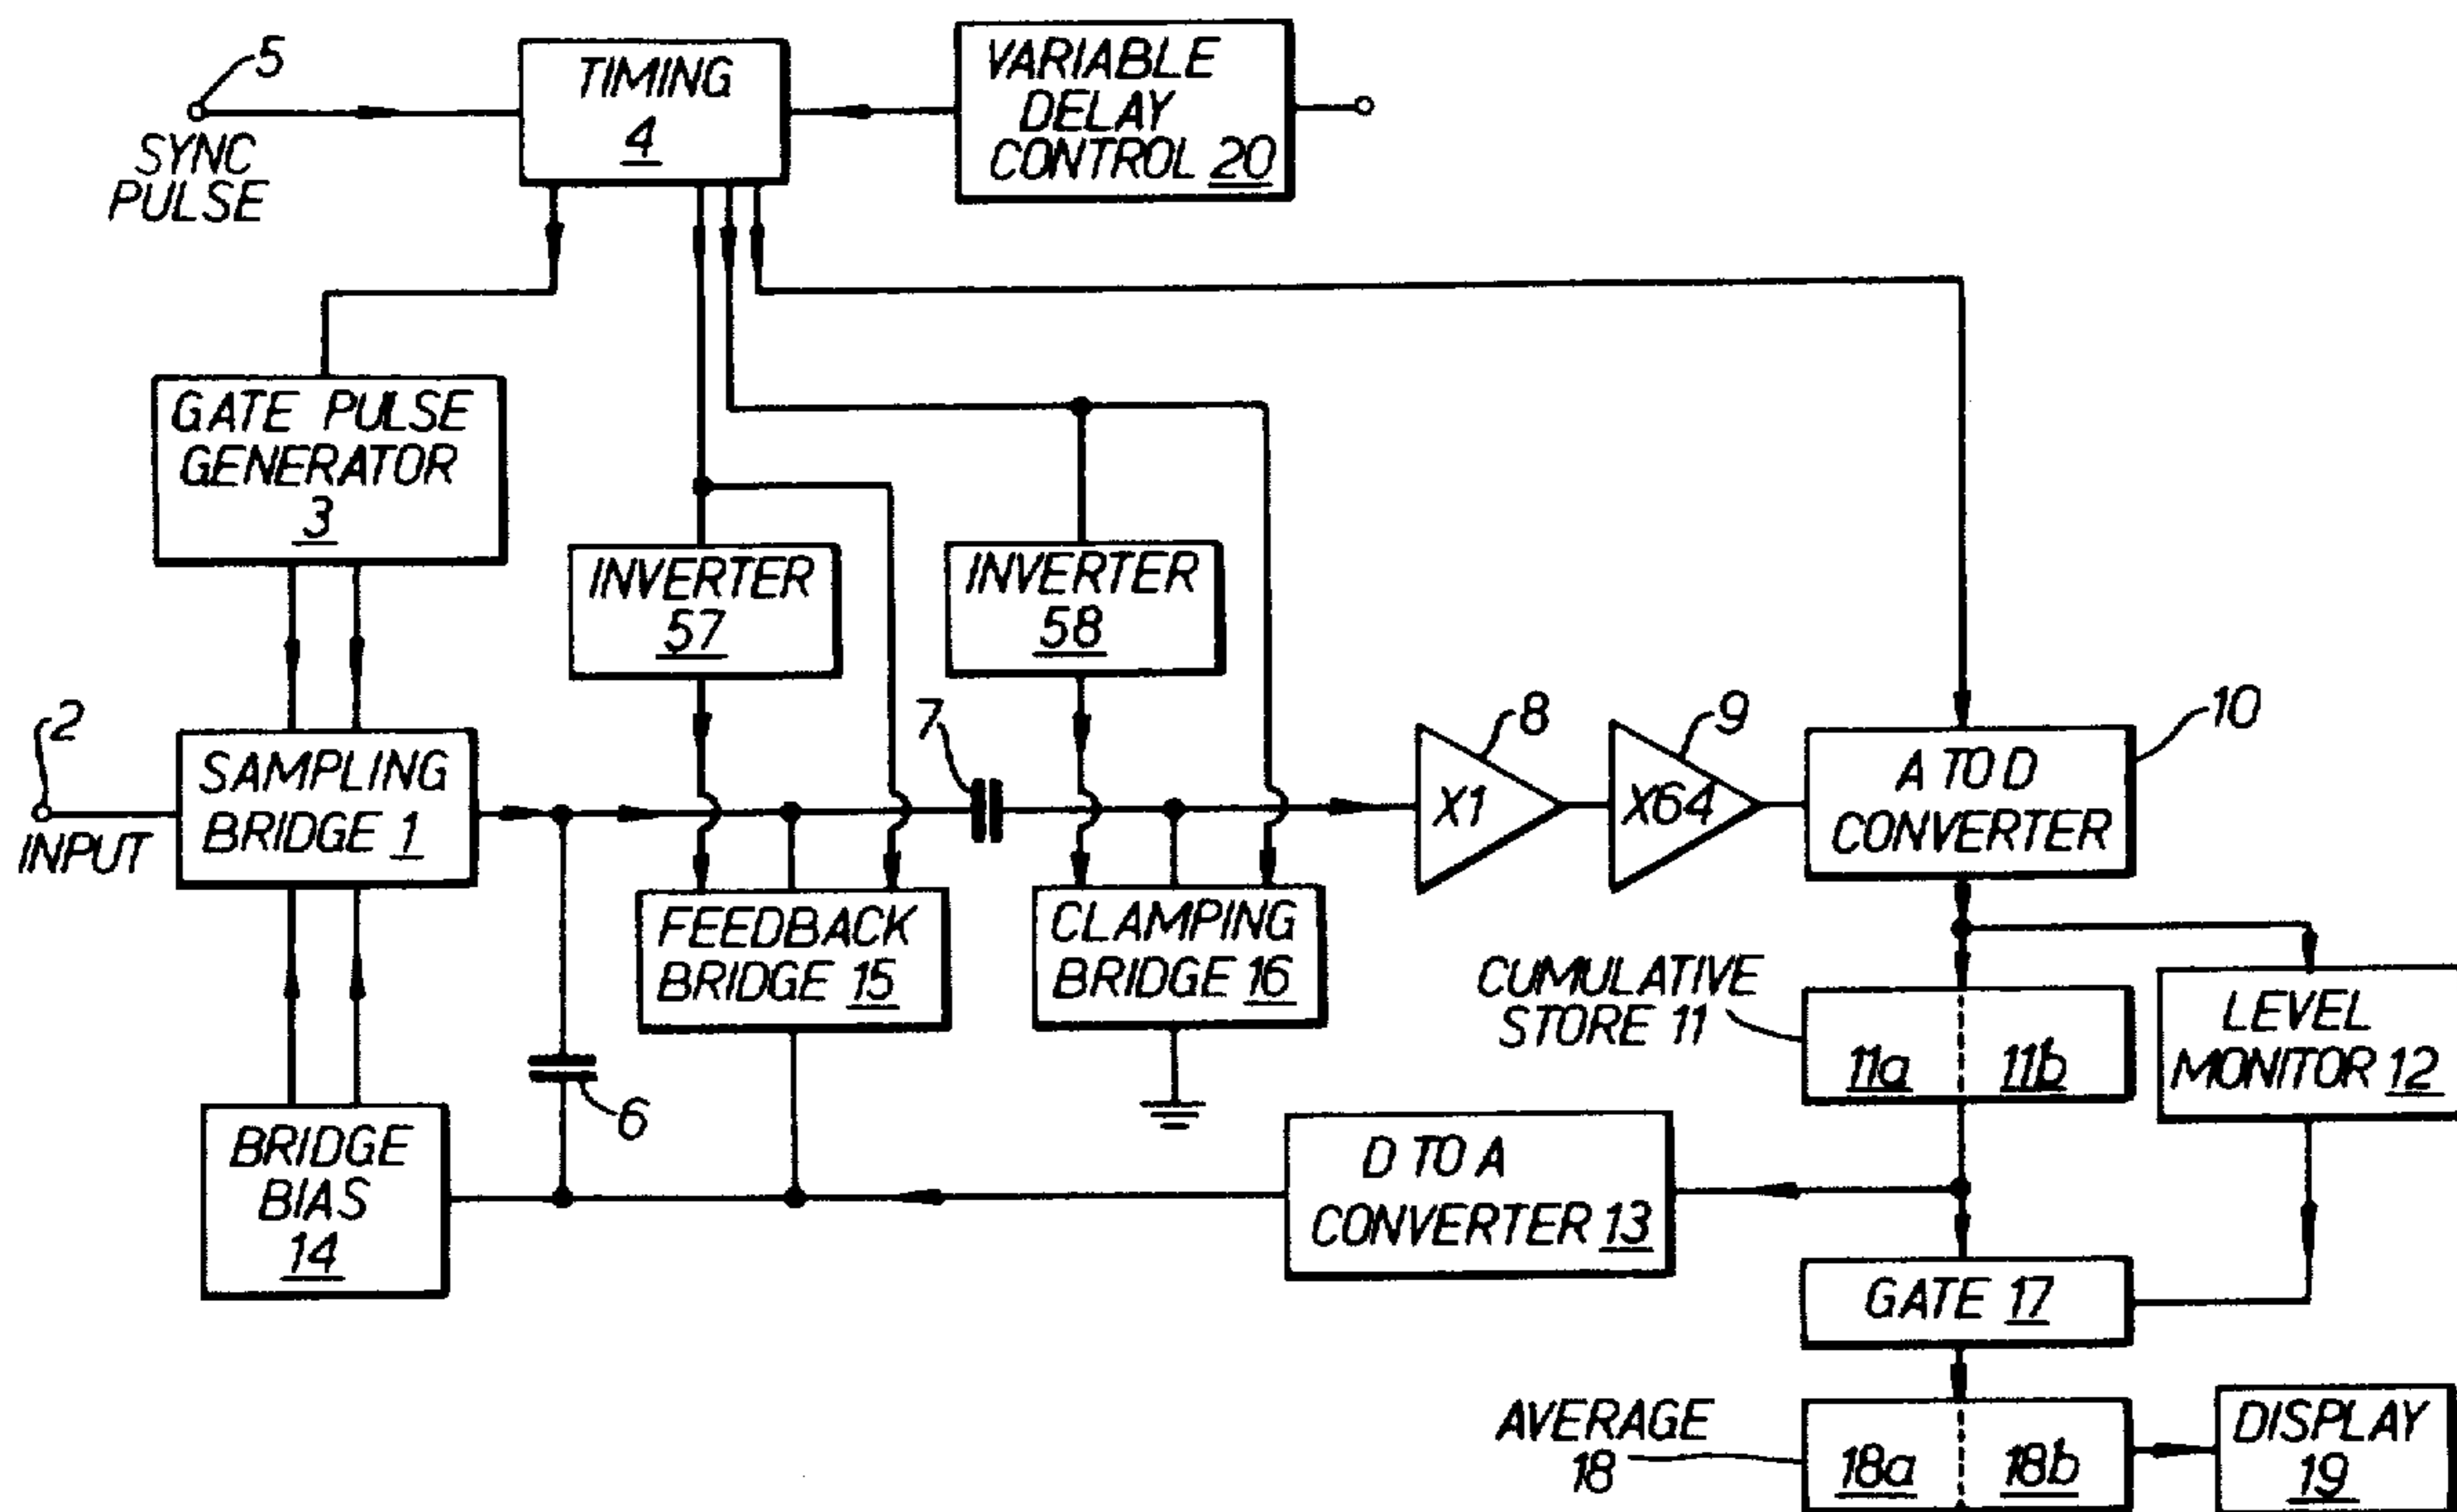 5
SYNC
PULSE
TIMING
4
VARIABLE
DELAY
CONTROL 20
GATE PULSE
GENERATOR
3
INVERTER
57
INVERTER
58
2
INPUT
SAMPLING
BRIDGE 1
7
8
X1
9
X64
10
A TO D
CONVERTER
FEEDBACK
BRIDGE 15
CLAMPING
BRIDGE 16
CUMULATIVE
STORE 11
11a
11b
LEVEL
MONITOR 12
6
BRIDGE
BIAS
14
D TO A
CONVERTER 13
GATE 17
AVERAGE
18
18a
18b
DISPLAY
19